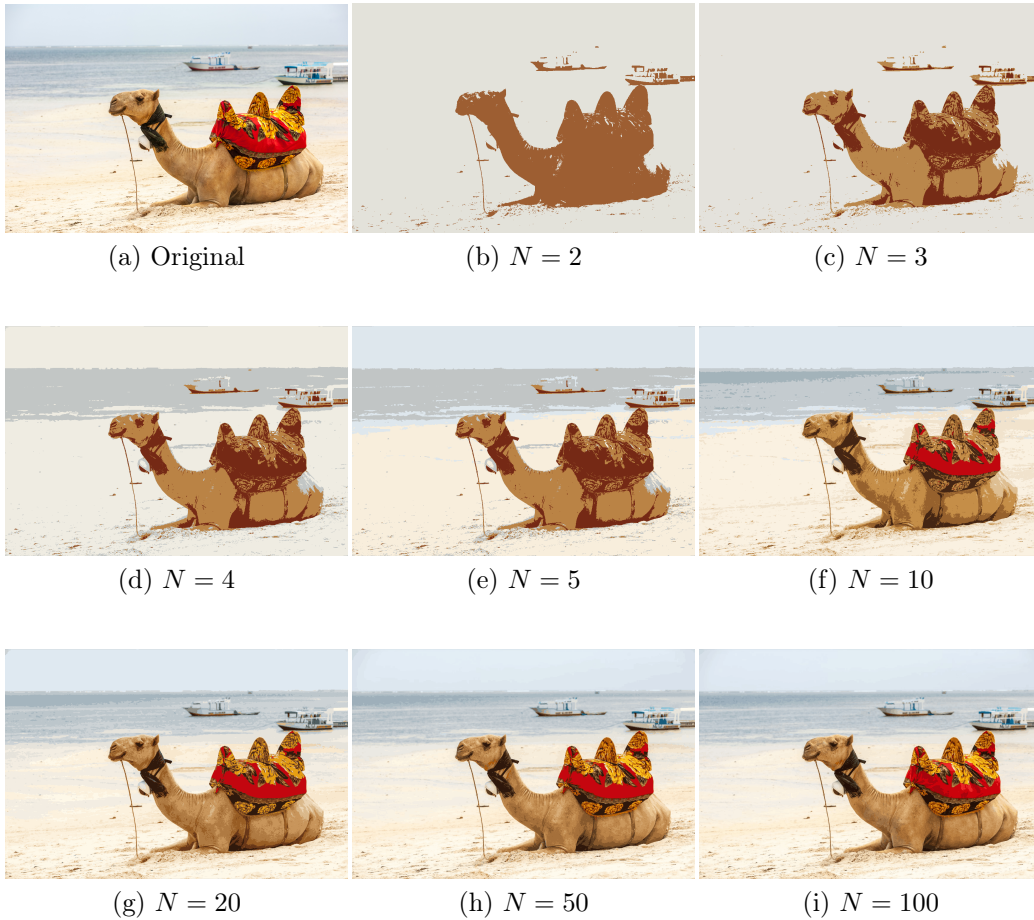 (a) Original
(b) N = 2
(c) N = 3
(d) N = 4
(e) N = 5
(f) N = 10
(g) N = 20
(h) N = 50
(i) N = 100